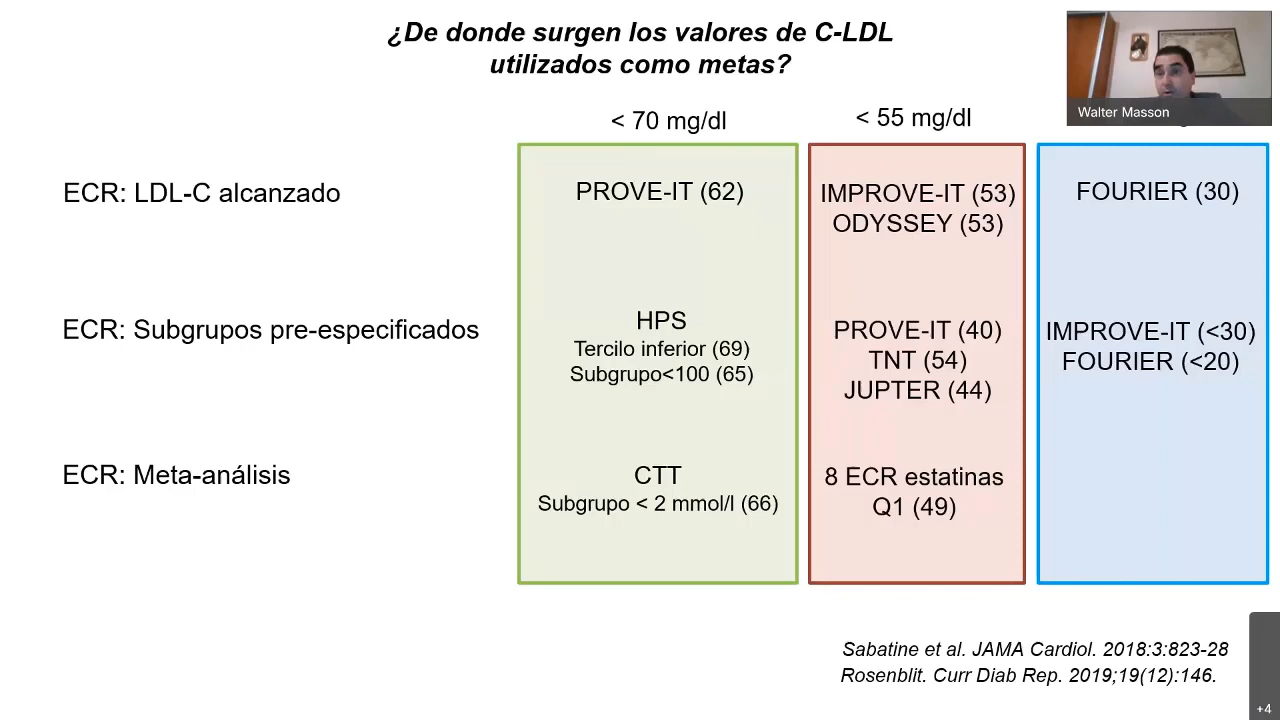 ¿De donde surgen los valores de C-LDL
utilizados como metas?
Walter Masson
< 70 mg/dl
< 55 mg/dl
ECR: LDL-C alcanzado
PROVE-IT (62)
IMPROVE-IT (53)
ODYSSEY (53)
FOURIER (30)
ECR: Subgrupos pre-especificados
HPS
Tercilo inferior (69)
Subgrupo<100 (65)
PROVE-IT (40)
TNT (54)
JUPTER (44)
IMPROVE-IT (<30)
FOURIER (<20)
ECR: Meta-análisis
CTT
Subgrupo < 2 mmol/l (66)
8 ECR estatinas
Q1 (49)
Sabatine et al. JAMA Cardiol. 2018:3:823-28
Rosenblit. Curr Diab Rep. 2019;19(12):146.
+4